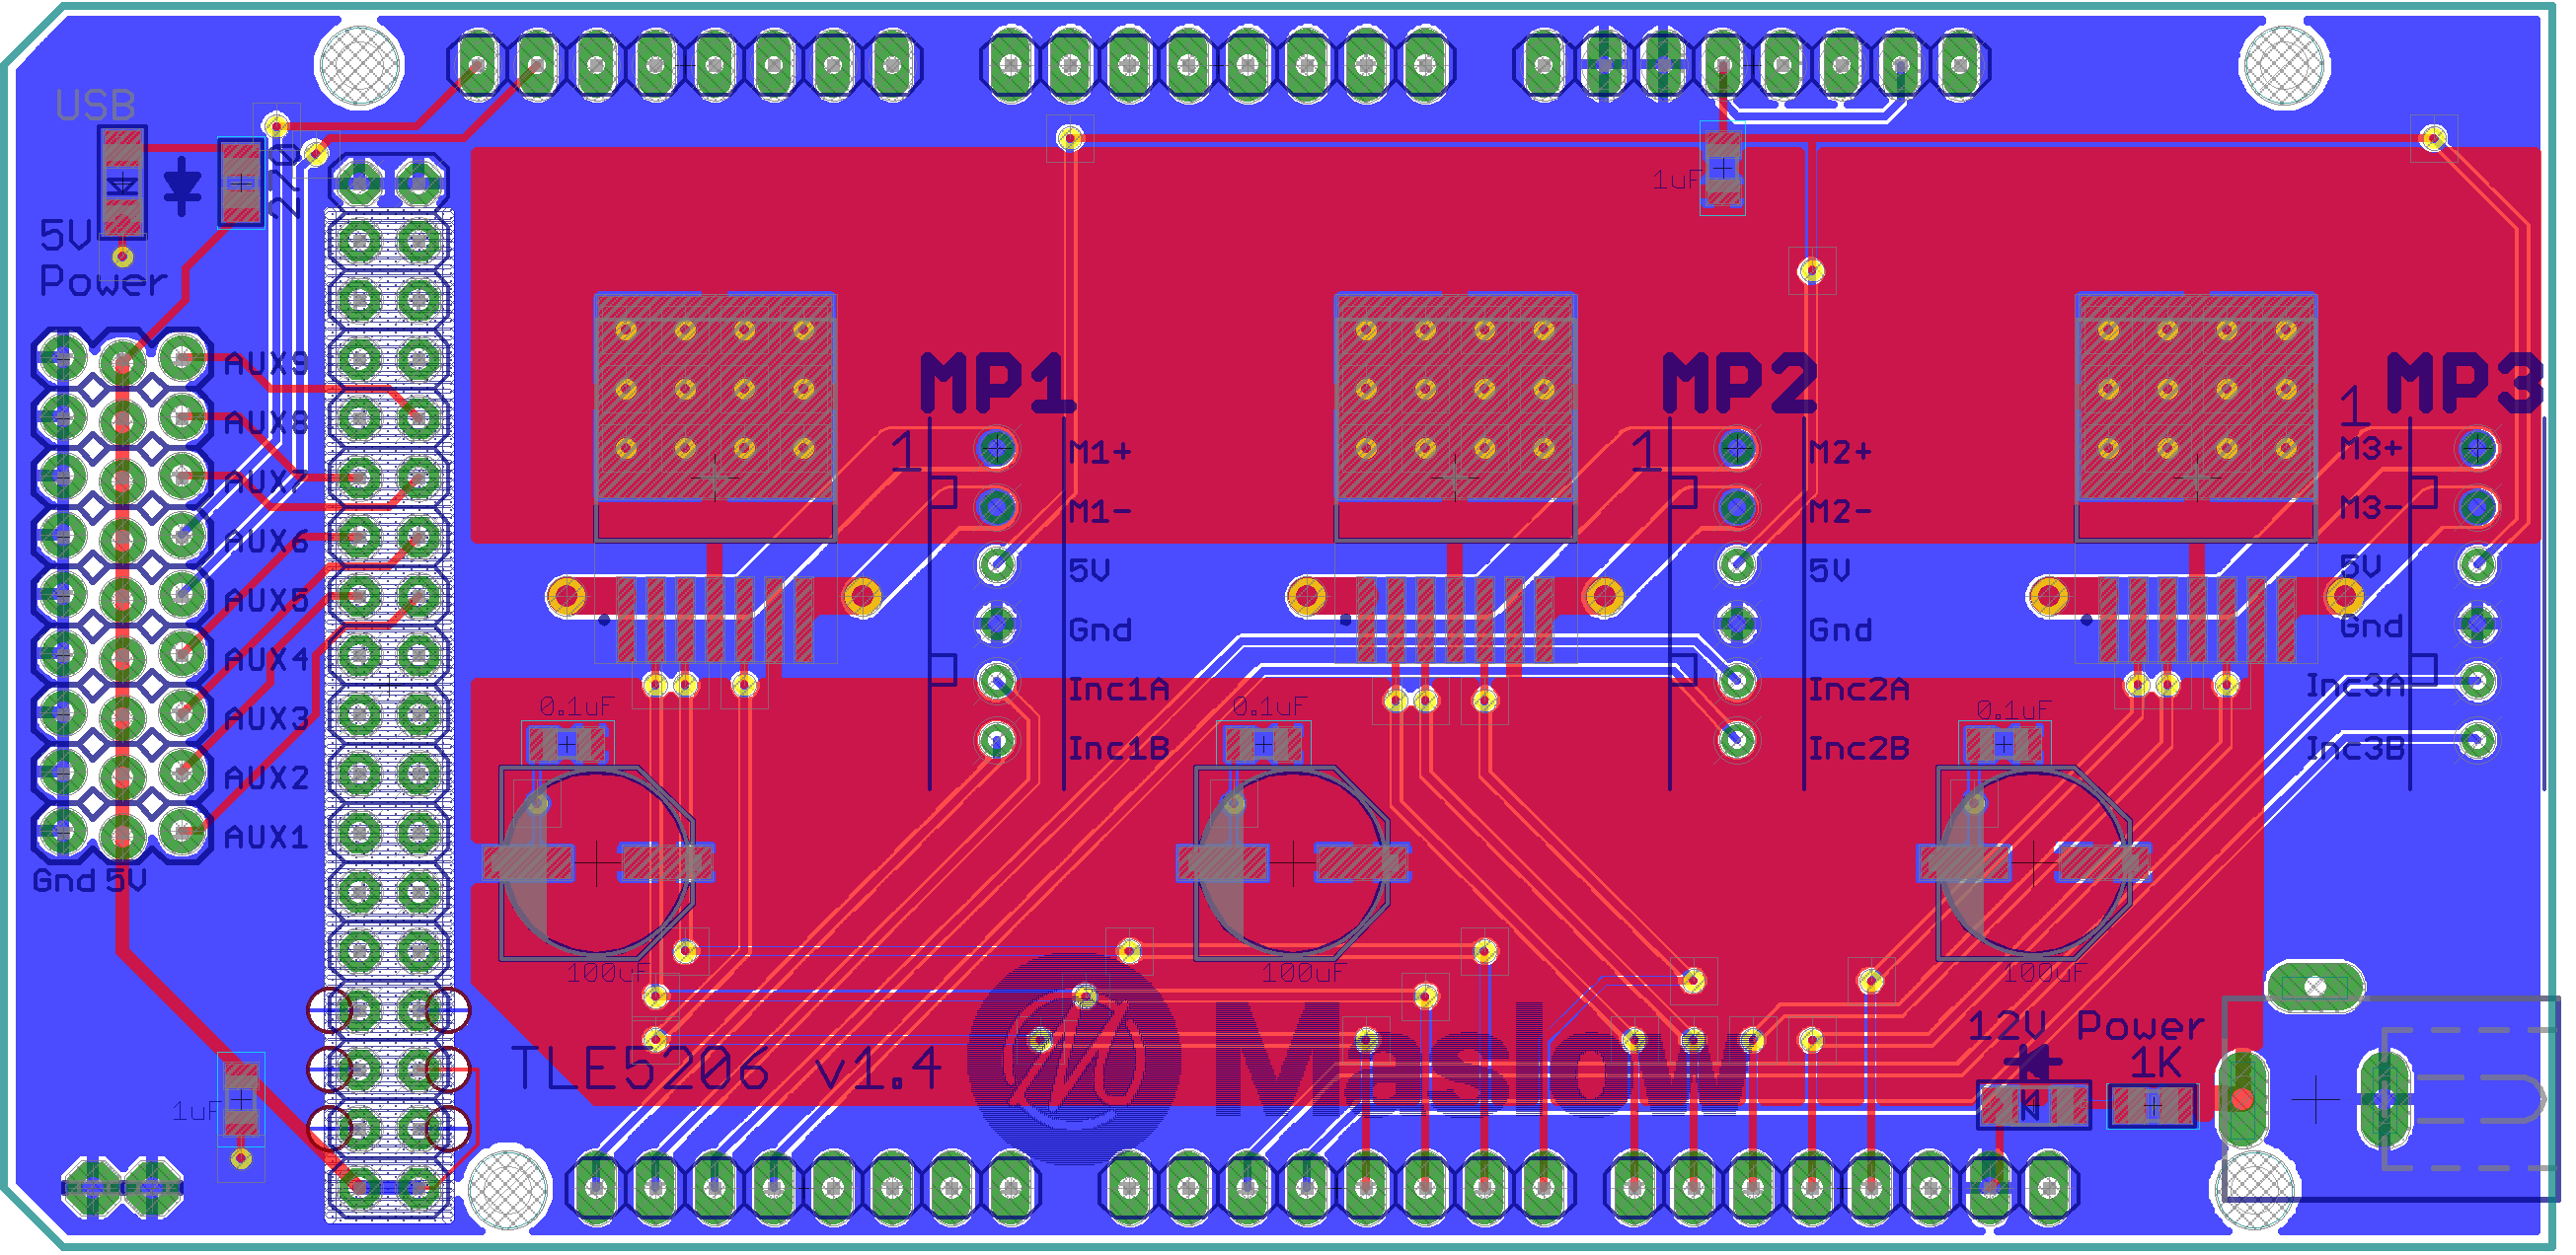 USB
270
5V
Power
1uF
AUX9
AUX8
AUX7
AUX6
AUX5
AUX4
AUX3
AUX2
AUX1
Gnd 5V
1uF
MP1
1
M1+
M1-
5V
Gnd
Inc1A
Inc1B
MP2
1
M2+
M2-
5V
Gnd
Inc2A
Inc2B
MP3
1
M3+
M3-
5V
Gnd
Inc3A
Inc3B
0.1uF
0.1uF
0.1uF
100uF
100uF
100uF
TLE5206 v1.4
Maslow
12V Power
1K